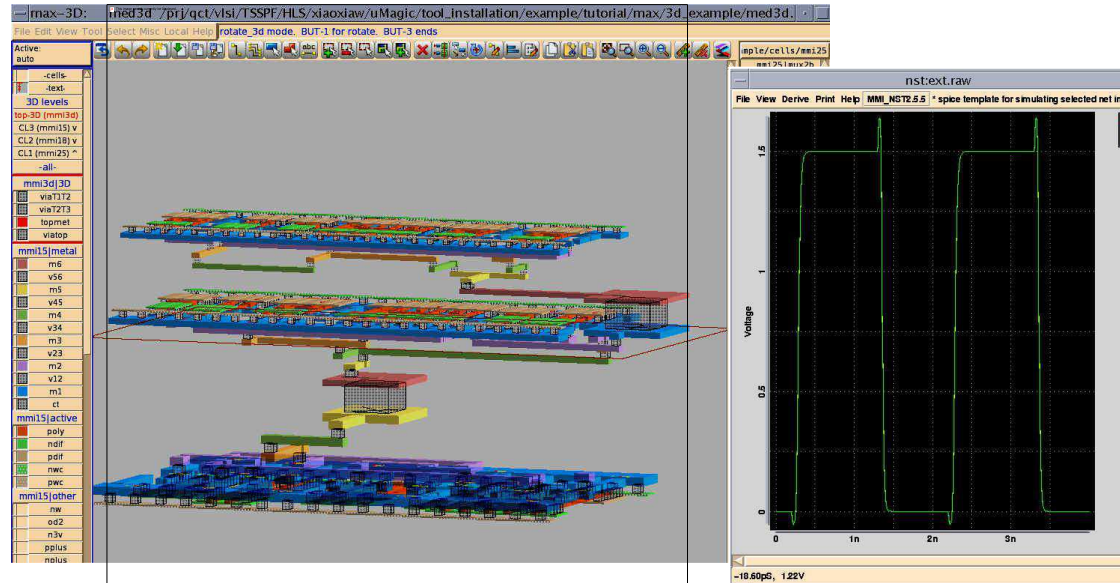 max-3D: med3d /prj/qct/vlsi/TSSPF/HLS/xiaoxiaw/uMagic/tool_installation/example/tutorial/max/3d_example/med3d.
File Edit View Tool Select Misc Local Help rotate_3d mode. BUT-1 for rotate. BUT-3 ends
Active:
auto
abc
mple/cells/mmi25
mmi25|mux2b
-cells-
-text-
3D levels
top-3D (mmi3d)
CL3 (mmi15) v
CL2 (mmi18) v
CL1 (mmi25) ^
-all-
mmi3d|3D
viaT1T2
viaT2T3
topmet
viatop
mmi15|metal
m6
v56
m5
v45
m4
v34
m3
v23
m2
v12
m1
ct
mmi15|active
poly
ndif
pdif
nwc
pwc
mmi15|other
nw
od2
n3v
pplus
nplus
nst:ext.raw
File View Derive Print Help MMI_NST2.5.5 * spice template for simulating selected net in
Voltage
1.5
1
0.5
0
0 1n 2n 3n
-18.60pS, 1.22V